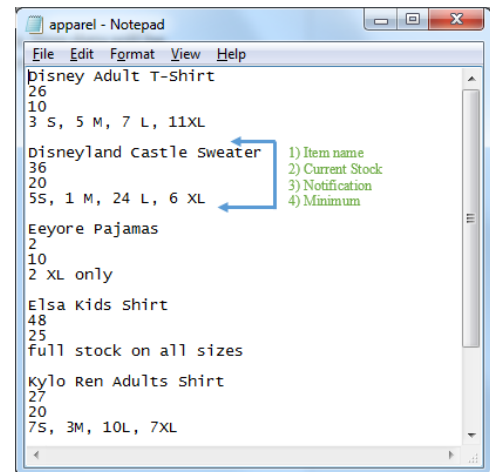 apparel - Notepad
File Edit Format View Help
Disney Adult T-Shirt
26
10
3 S, 5 M, 7 L, 11XL
Disneyland Castle Sweater
36
20
5S, 1 M, 24 L, 6 XL
1) Item name
2) Current Stock
3) Notification
4) Minimum
Eeyore Pajamas
2
10
2 XL only
Elsa Kids Shirt
48
25
full stock on all sizes
Kylo Ren Adults Shirt
27
20
7S, 3M, 10L, 7XL